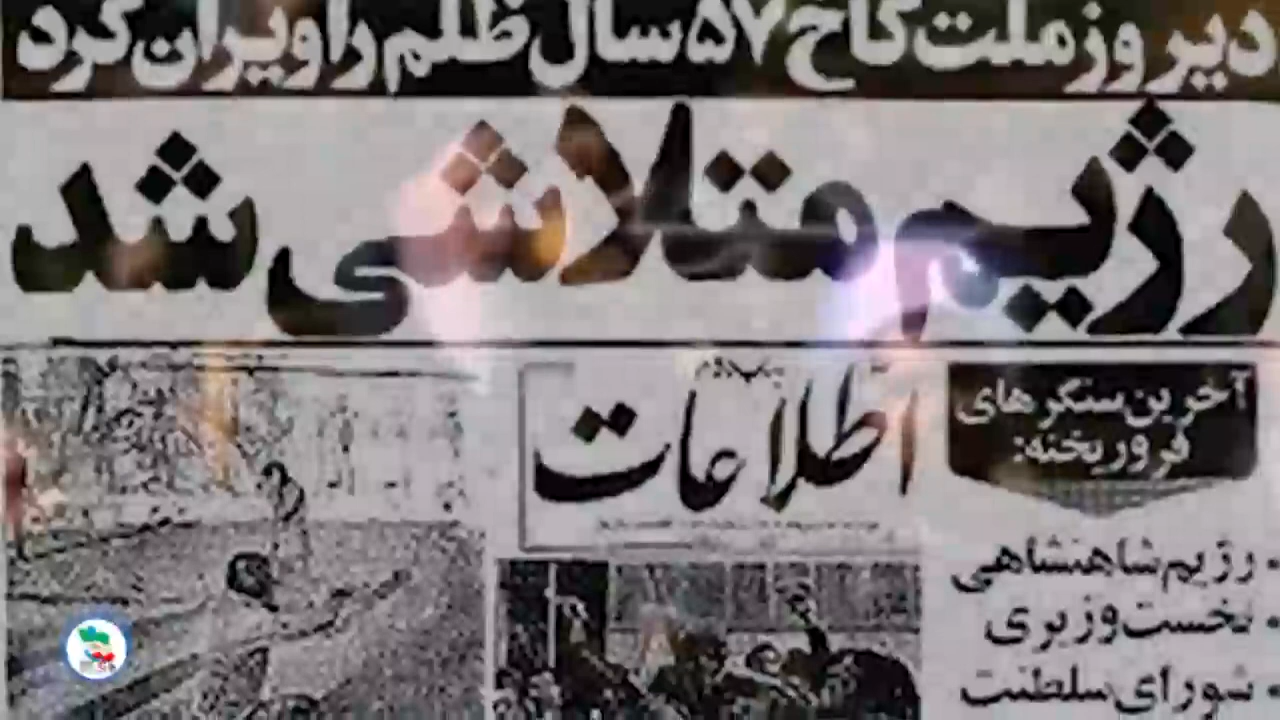 دیروز ملت کاخ ۵۷ سال ظلم را ویران کرد
رژیم متلاشی شد
اطلاعات
آخرین سنگرهای
فروریخته:
• رژیم شاهنشاهی
• نخست وزیری
• شورای سلطنت